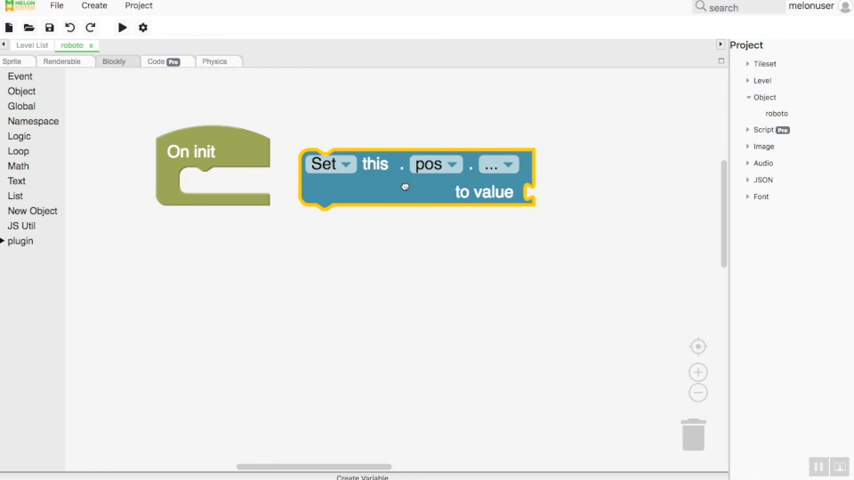 MELON
File Create Project
search
melonuser
Level List roboto x
Project
Sprite Renderable Blockly Code Pro Physics
Tileset
Level
Object
roboto
Script Pro
Image
Audio
JSON
Font
Event
Object
Global
Namespace
Logic
Loop
Math
Text
List
New Object
JS Util
plugin
On init
Set this . pos . ...
to value
Create Variable